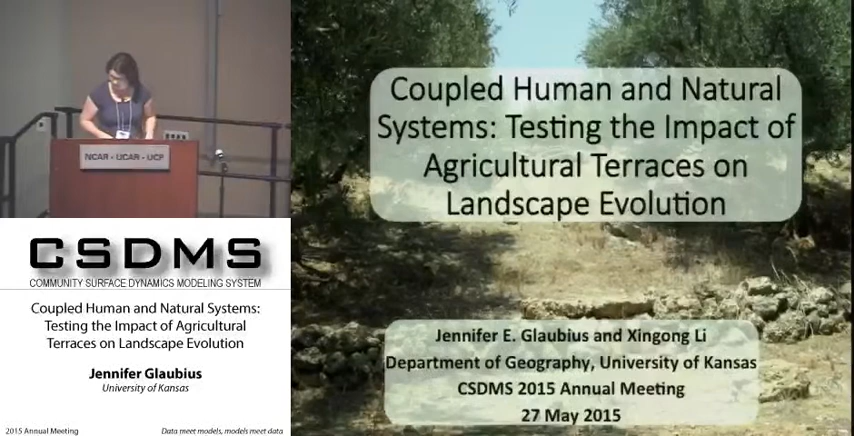 NCAR - UCAR - UCP
CSDMS
COMMUNITY SURFACE DYNAMICS MODELING SYSTEM
Coupled Human and Natural Systems:
Testing the Impact of Agricultural
Terraces on Landscape Evolution
Jennifer Glaubius
University of Kansas
2015 Annual Meeting
Data meet models, models meet data
Coupled Human and Natural
Systems: Testing the Impact of
Agricultural Terraces on
Landscape Evolution
Jennifer E. Glaubius and Xingong Li
Department of Geography, University of Kansas
CSDMS 2015 Annual Meeting
27 May 2015